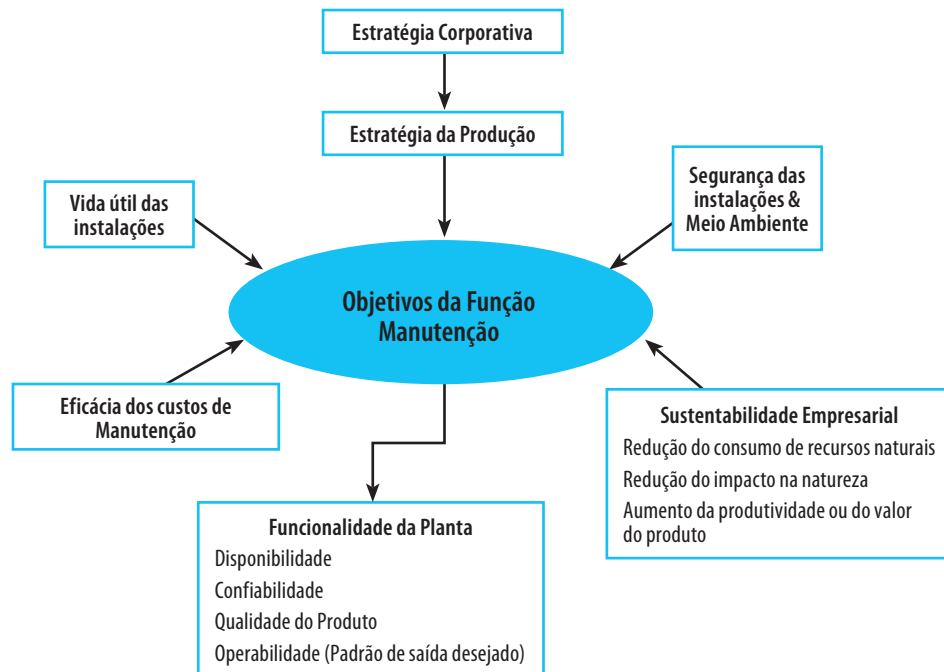 Estratégia Corporativa
Estratégia da Produção
Segurança das
instalações &
Meio Ambiente
Vida útil das
instalações
Objetivos da Função
Manutenção
Eficácia dos custos de
Manutenção
Sustentabilidade Empresarial
Redução do consumo de recursos naturais
Redução do impacto na natureza
Aumento da produtividade ou do valor
do produto
Funcionalidade da Planta
Disponibilidade
Confiabilidade
Qualidade do Produto
Operabilidade (Padrão de saída desejado)